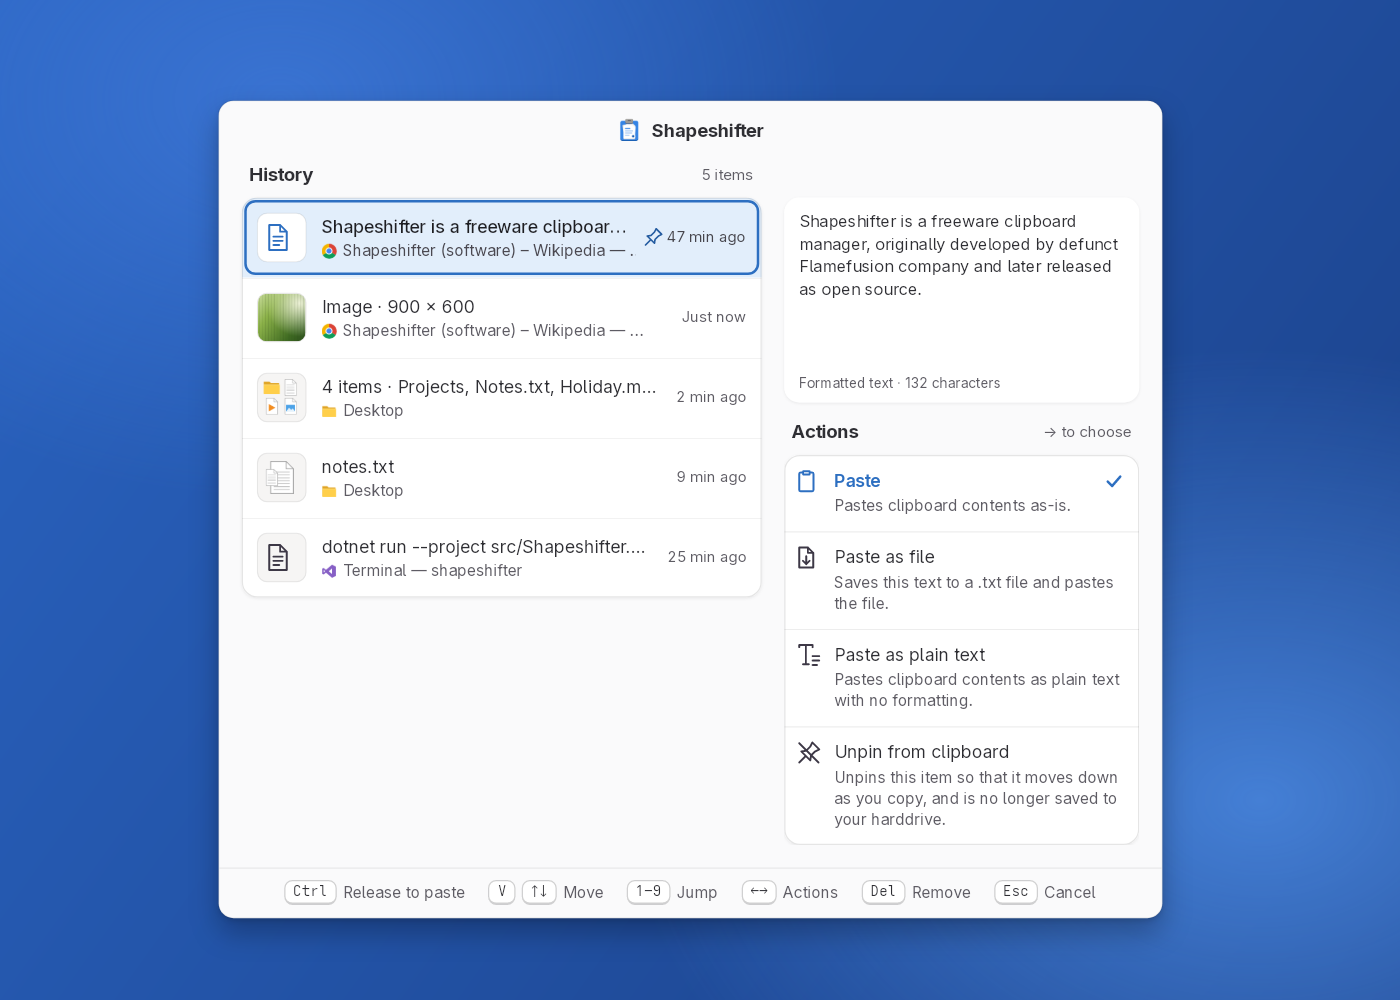 Shapeshifter
History
5 items
Shapeshifter is a freeware clipboar...
47 min ago
Shapeshifter (software) – Wikipedia — .
Image · 900 × 600
Just now
Shapeshifter (software) – Wikipedia — ...
4 items · Projects, Notes.txt, Holiday.m...
2 min ago
Desktop
notes.txt
9 min ago
Desktop
dotnet run --project src/Shapeshifter....
25 min ago
Terminal — shapeshifter
Shapeshifter is a freeware clipboard
manager, originally developed by defunct
Flamefusion company and later released
as open source.
Formatted text · 132 characters
Actions
→ to choose
Paste
Pastes clipboard contents as-is.
Paste as file
Saves this text to a .txt file and pastes
the file.
Paste as plain text
Pastes clipboard contents as plain text
with no formatting.
Unpin from clipboard
Unpins this item so that it moves down
as you copy, and is no longer saved to
your harddrive.
Ctrl Release to paste V ↑↓ Move 1–9 Jump ←→ Actions Del Remove Esc Cancel